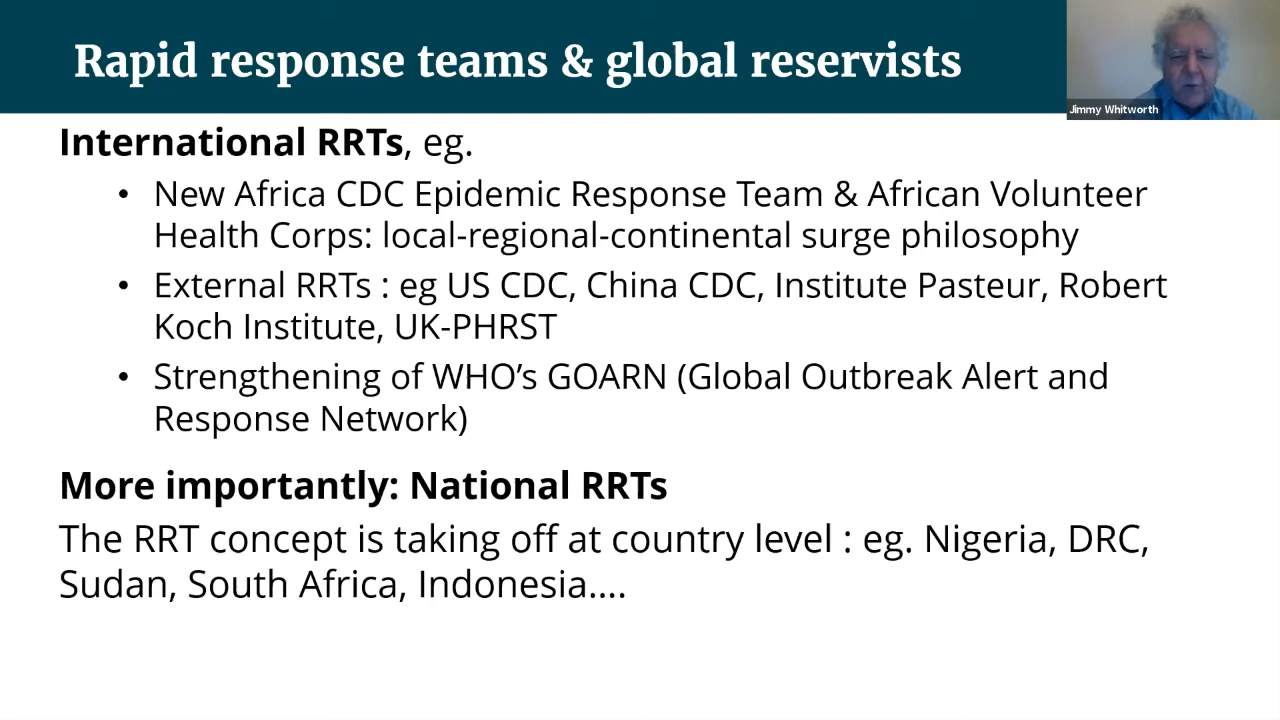 Rapid response teams & global reservists
Jimmy Whitworth
International RRTs, eg.
• New Africa CDC Epidemic Response Team & African Volunteer
Health Corps: local-regional-continental surge philosophy
• External RRTs : eg US CDC, China CDC, Institute Pasteur, Robert
Koch Institute, UK-PHRST
• Strengthening of WHO’s GOARN (Global Outbreak Alert and
Response Network)
More importantly: National RRTs
The RRT concept is taking off at country level : eg. Nigeria, DRC,
Sudan, South Africa, Indonesia….